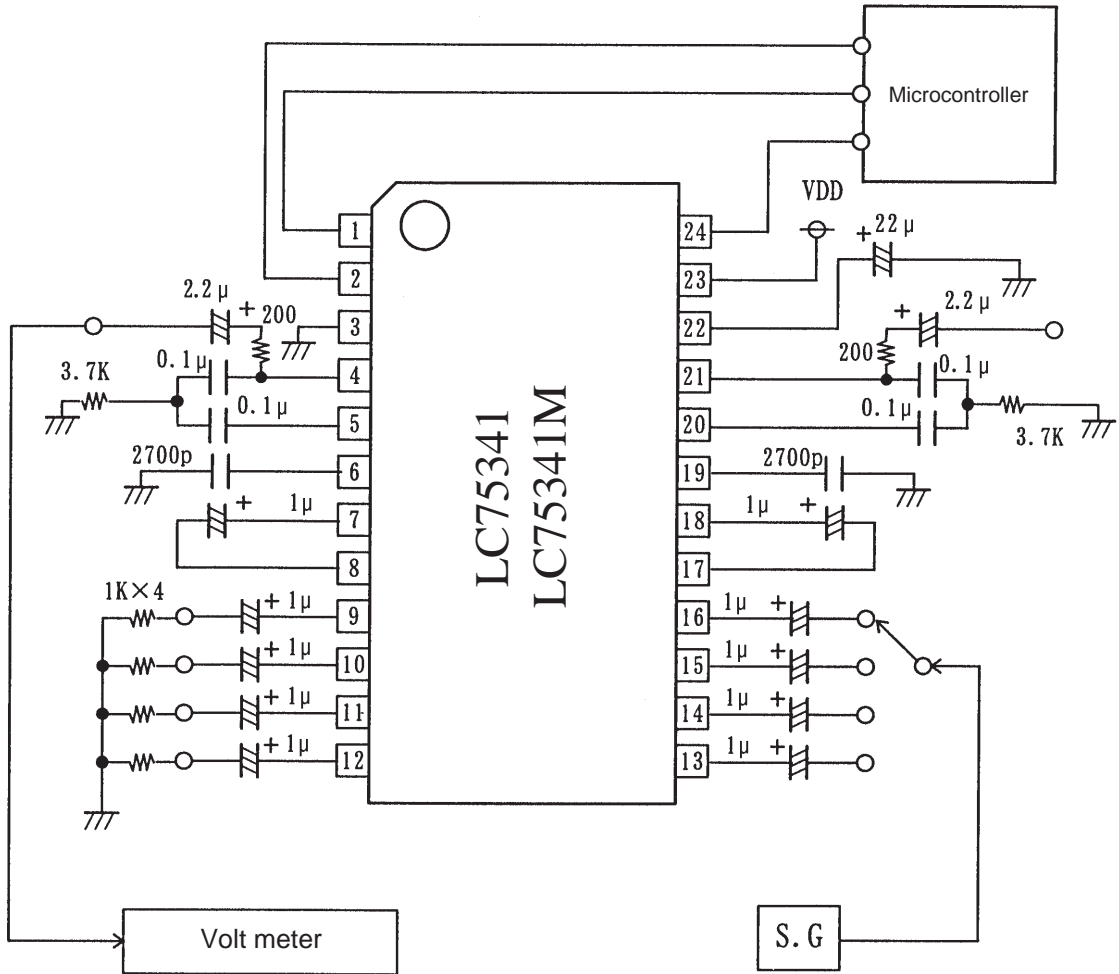 Microcontroller
VDD
22 μ
+
2.2 μ
+
200
1
2
3
4
5
6
7
8
9
10
11
12
24
23
22
21
20
19
18
17
16
15
14
13
2.2 μ
+
200
0.1μ
3.7K
0.1μ
0.1μ
0.1μ
3.7K
2700p
2700p
+ 1μ
1μ +
LC75341
LC75341M
1K×4
+ 1μ
+ 1μ
+ 1μ
+ 1μ
1μ +
1μ +
1μ +
1μ +
Volt meter
S.G